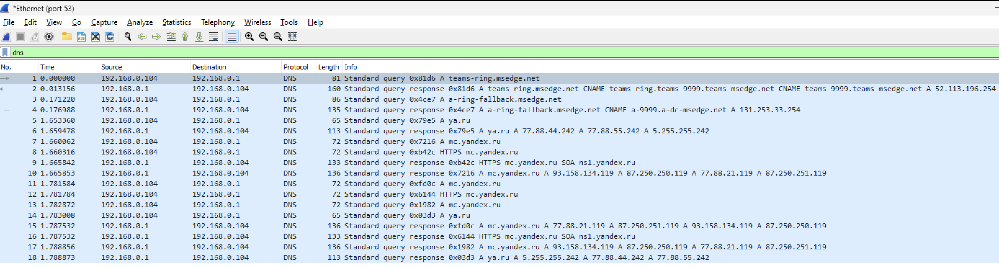 *Ethernet (port 53)
File Edit View Go Capture Analyze Statistics Telephony Wireless Tools Help
dns
No. Time Source Destination Protocol Length Info
1 0.000000 192.168.0.104 192.168.0.1 DNS 81 Standard query 0x81d6 A teams-ring.msedge.net
2 0.013156 192.168.0.1 192.168.0.104 DNS 160 Standard query response 0x81d6 A teams-ring.msedge.net CNAME teams-ring.teams-9999.teams-msedge.net CNAME teams-9999.teams-msedge.net A 52.113.196.254
3 0.171220 192.168.0.104 192.168.0.1 DNS 86 Standard query 0x4ce7 A a-ring-fallback.msedge.net
4 0.176988 192.168.0.1 192.168.0.104 DNS 135 Standard query response 0x4ce7 A a-ring-fallback.msedge.net CNAME a-9999.a-dc-msedge.net A 131.253.33.254
5 1.653360 192.168.0.104 192.168.0.1 DNS 65 Standard query 0x79e5 A ya.ru
6 1.659478 192.168.0.1 192.168.0.104 DNS 113 Standard query response 0x79e5 A ya.ru A 77.88.44.242 A 77.88.55.242 A 5.255.255.242
7 1.660062 192.168.0.104 192.168.0.1 DNS 72 Standard query 0x7216 A mc.yandex.ru
8 1.660316 192.168.0.104 192.168.0.1 DNS 72 Standard query 0xb42c HTTPS mc.yandex.ru
9 1.665842 192.168.0.1 192.168.0.104 DNS 133 Standard query response 0xb42c HTTPS mc.yandex.ru SOA ns1.yandex.ru
10 1.665853 192.168.0.1 192.168.0.104 DNS 136 Standard query response 0x7216 A mc.yandex.ru A 93.158.134.119 A 87.250.250.119 A 77.88.21.119 A 87.250.251.119
11 1.781584 192.168.0.104 192.168.0.1 DNS 72 Standard query 0xfd0c A mc.yandex.ru
12 1.781784 192.168.0.104 192.168.0.1 DNS 72 Standard query 0x6144 HTTPS mc.yandex.ru
13 1.782872 192.168.0.104 192.168.0.1 DNS 72 Standard query 0x1982 A mc.yandex.ru
14 1.783008 192.168.0.104 192.168.0.1 DNS 65 Standard query 0x03d3 A ya.ru
15 1.787532 192.168.0.1 192.168.0.104 DNS 136 Standard query response 0xfd0c A mc.yandex.ru A 77.88.21.119 A 87.250.251.119 A 93.158.134.119 A 87.250.250.119
16 1.787532 192.168.0.1 192.168.0.104 DNS 133 Standard query response 0x6144 HTTPS mc.yandex.ru SOA ns1.yandex.ru
17 1.788856 192.168.0.1 192.168.0.104 DNS 136 Standard query response 0x1982 A mc.yandex.ru A 93.158.134.119 A 87.250.250.119 A 77.88.21.119 A 87.250.251.119
18 1.788873 192.168.0.1 192.168.0.104 DNS 113 Standard query response 0x03d3 A ya.ru A 5.255.255.242 A 77.88.44.242 A 77.88.55.242